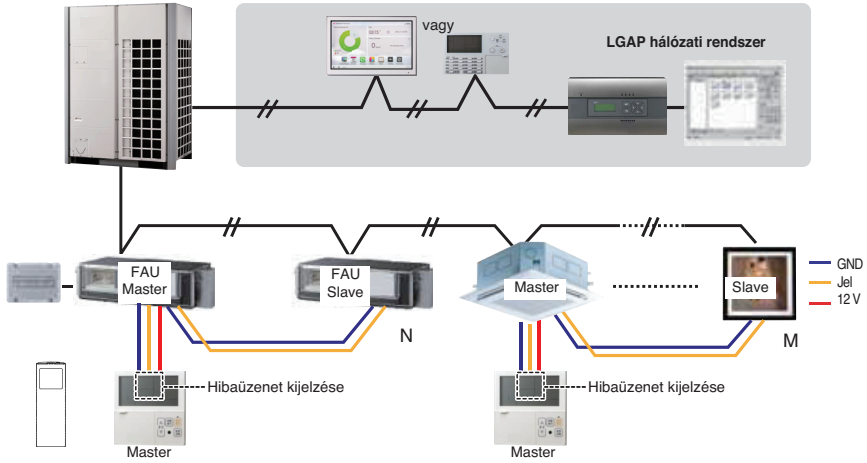 vagy
LGAP hálózati rendszer
FAU
Master
FAU
Slave
Master
Slave
GND
Jel
12 V
N
M
Hibaüzenet kijelzése
Hibaüzenet kijelzése
Master
Master